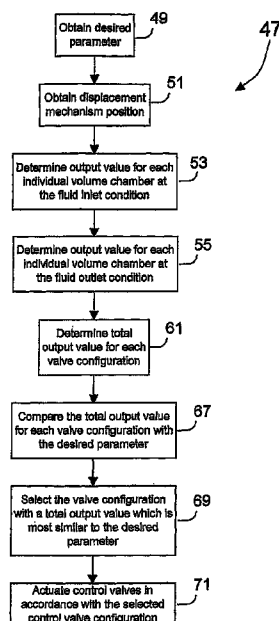 49
Obtain desired
parameter
47
51
Obtain displacement
mechanism position
53
Determine output value for each
individual volume chamber at
the fluid inlet condition
55
Determine output value for each
individual volume chamber at
the fluid outlet condition
61
Determine total
output value for each
valve configuration
67
Compare the total output value
for each valve configuration with
the desired parameter
69
Select the valve configuration
with a total output value which is
most similar to the desired
parameter
71
Actuate control valves in
accordance with the selected
control valve configuration